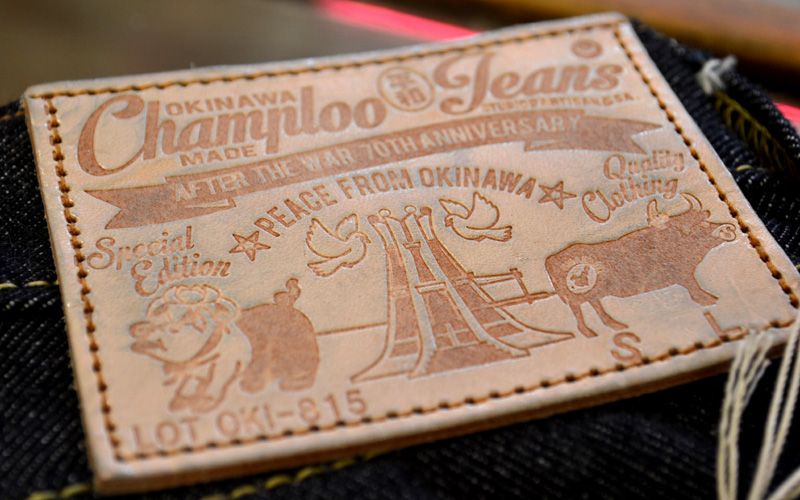 OKINAWA
Champloo Jeans
MADE
AFTER THE WAR 70TH ANNIVERSARY
PEACE FROM OKINAWA
Quality
Clothing
Special
Edition
S L
LOT OKI-815